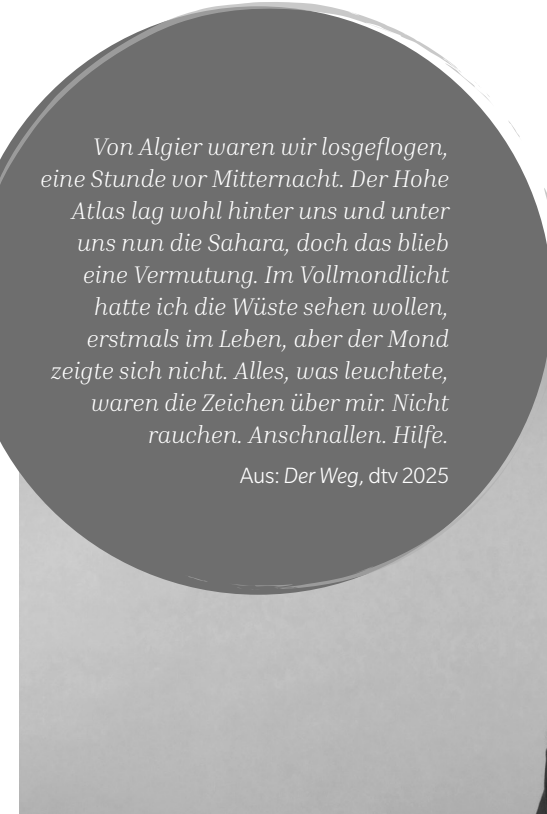 Von Algier waren wir losgeflogen,
eine Stunde vor Mitternacht. Der Hohe
Atlas lag wohl hinter uns und unter
uns nun die Sahara, doch das blieb
eine Vermutung. Im Vollmondlicht
hatte ich die Wüste sehen wollen,
erstmals im Leben, aber der Mond
zeigte sich nicht. Alles, was leuchtete,
waren die Zeichen über mir. Nicht
rauchen. Anschnallen. Hilfe.
Aus: Der Weg, dtv 2025